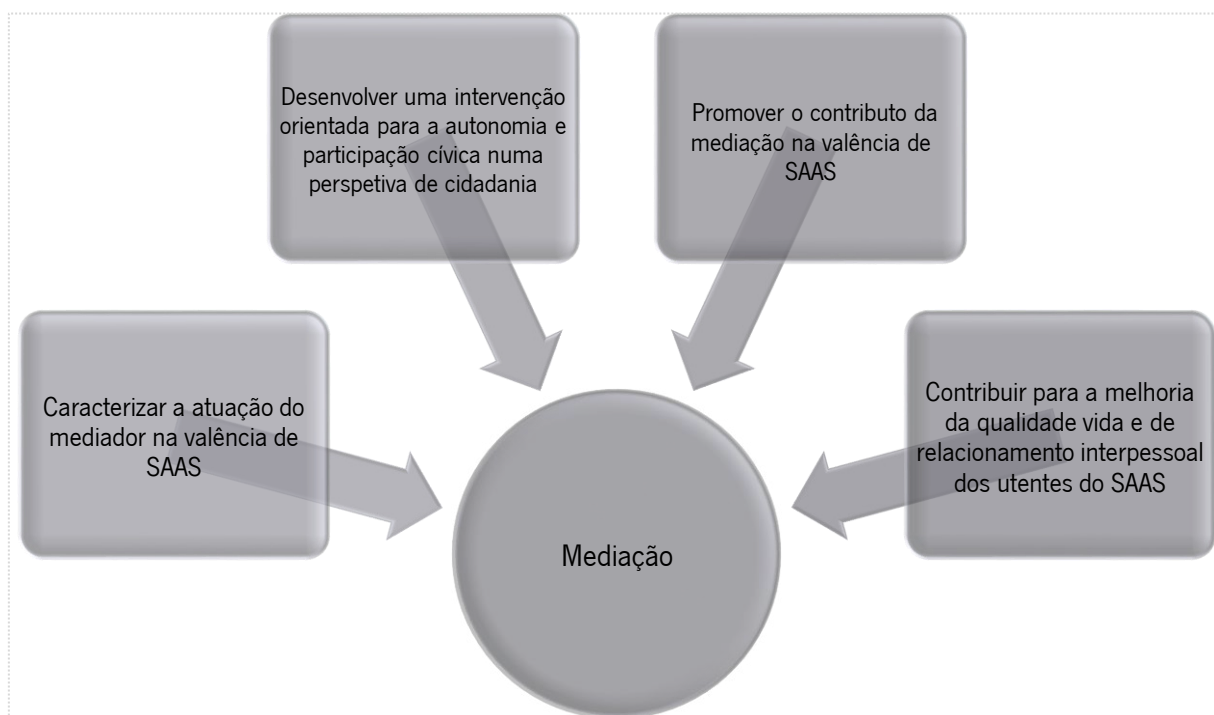 Desenvolver uma intervenção
orientada para a autonomia e
participação cívica numa
perspetiva de cidadania
Promover o contributo da
mediação na valência de
SAAS
Caracterizar a atuação do
mediador na valência de
SAAS
Contribuir para a melhoria
da qualidade vida e de
relacionamento interpessoal
dos utentes do SAAS
Mediação